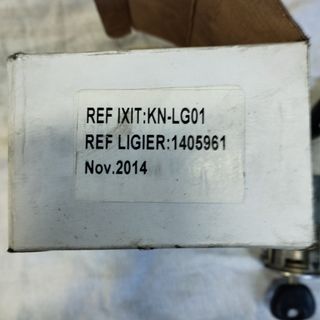 REF IXIT:KN-LG01
REF LIGIER:1405961
Nov.2014